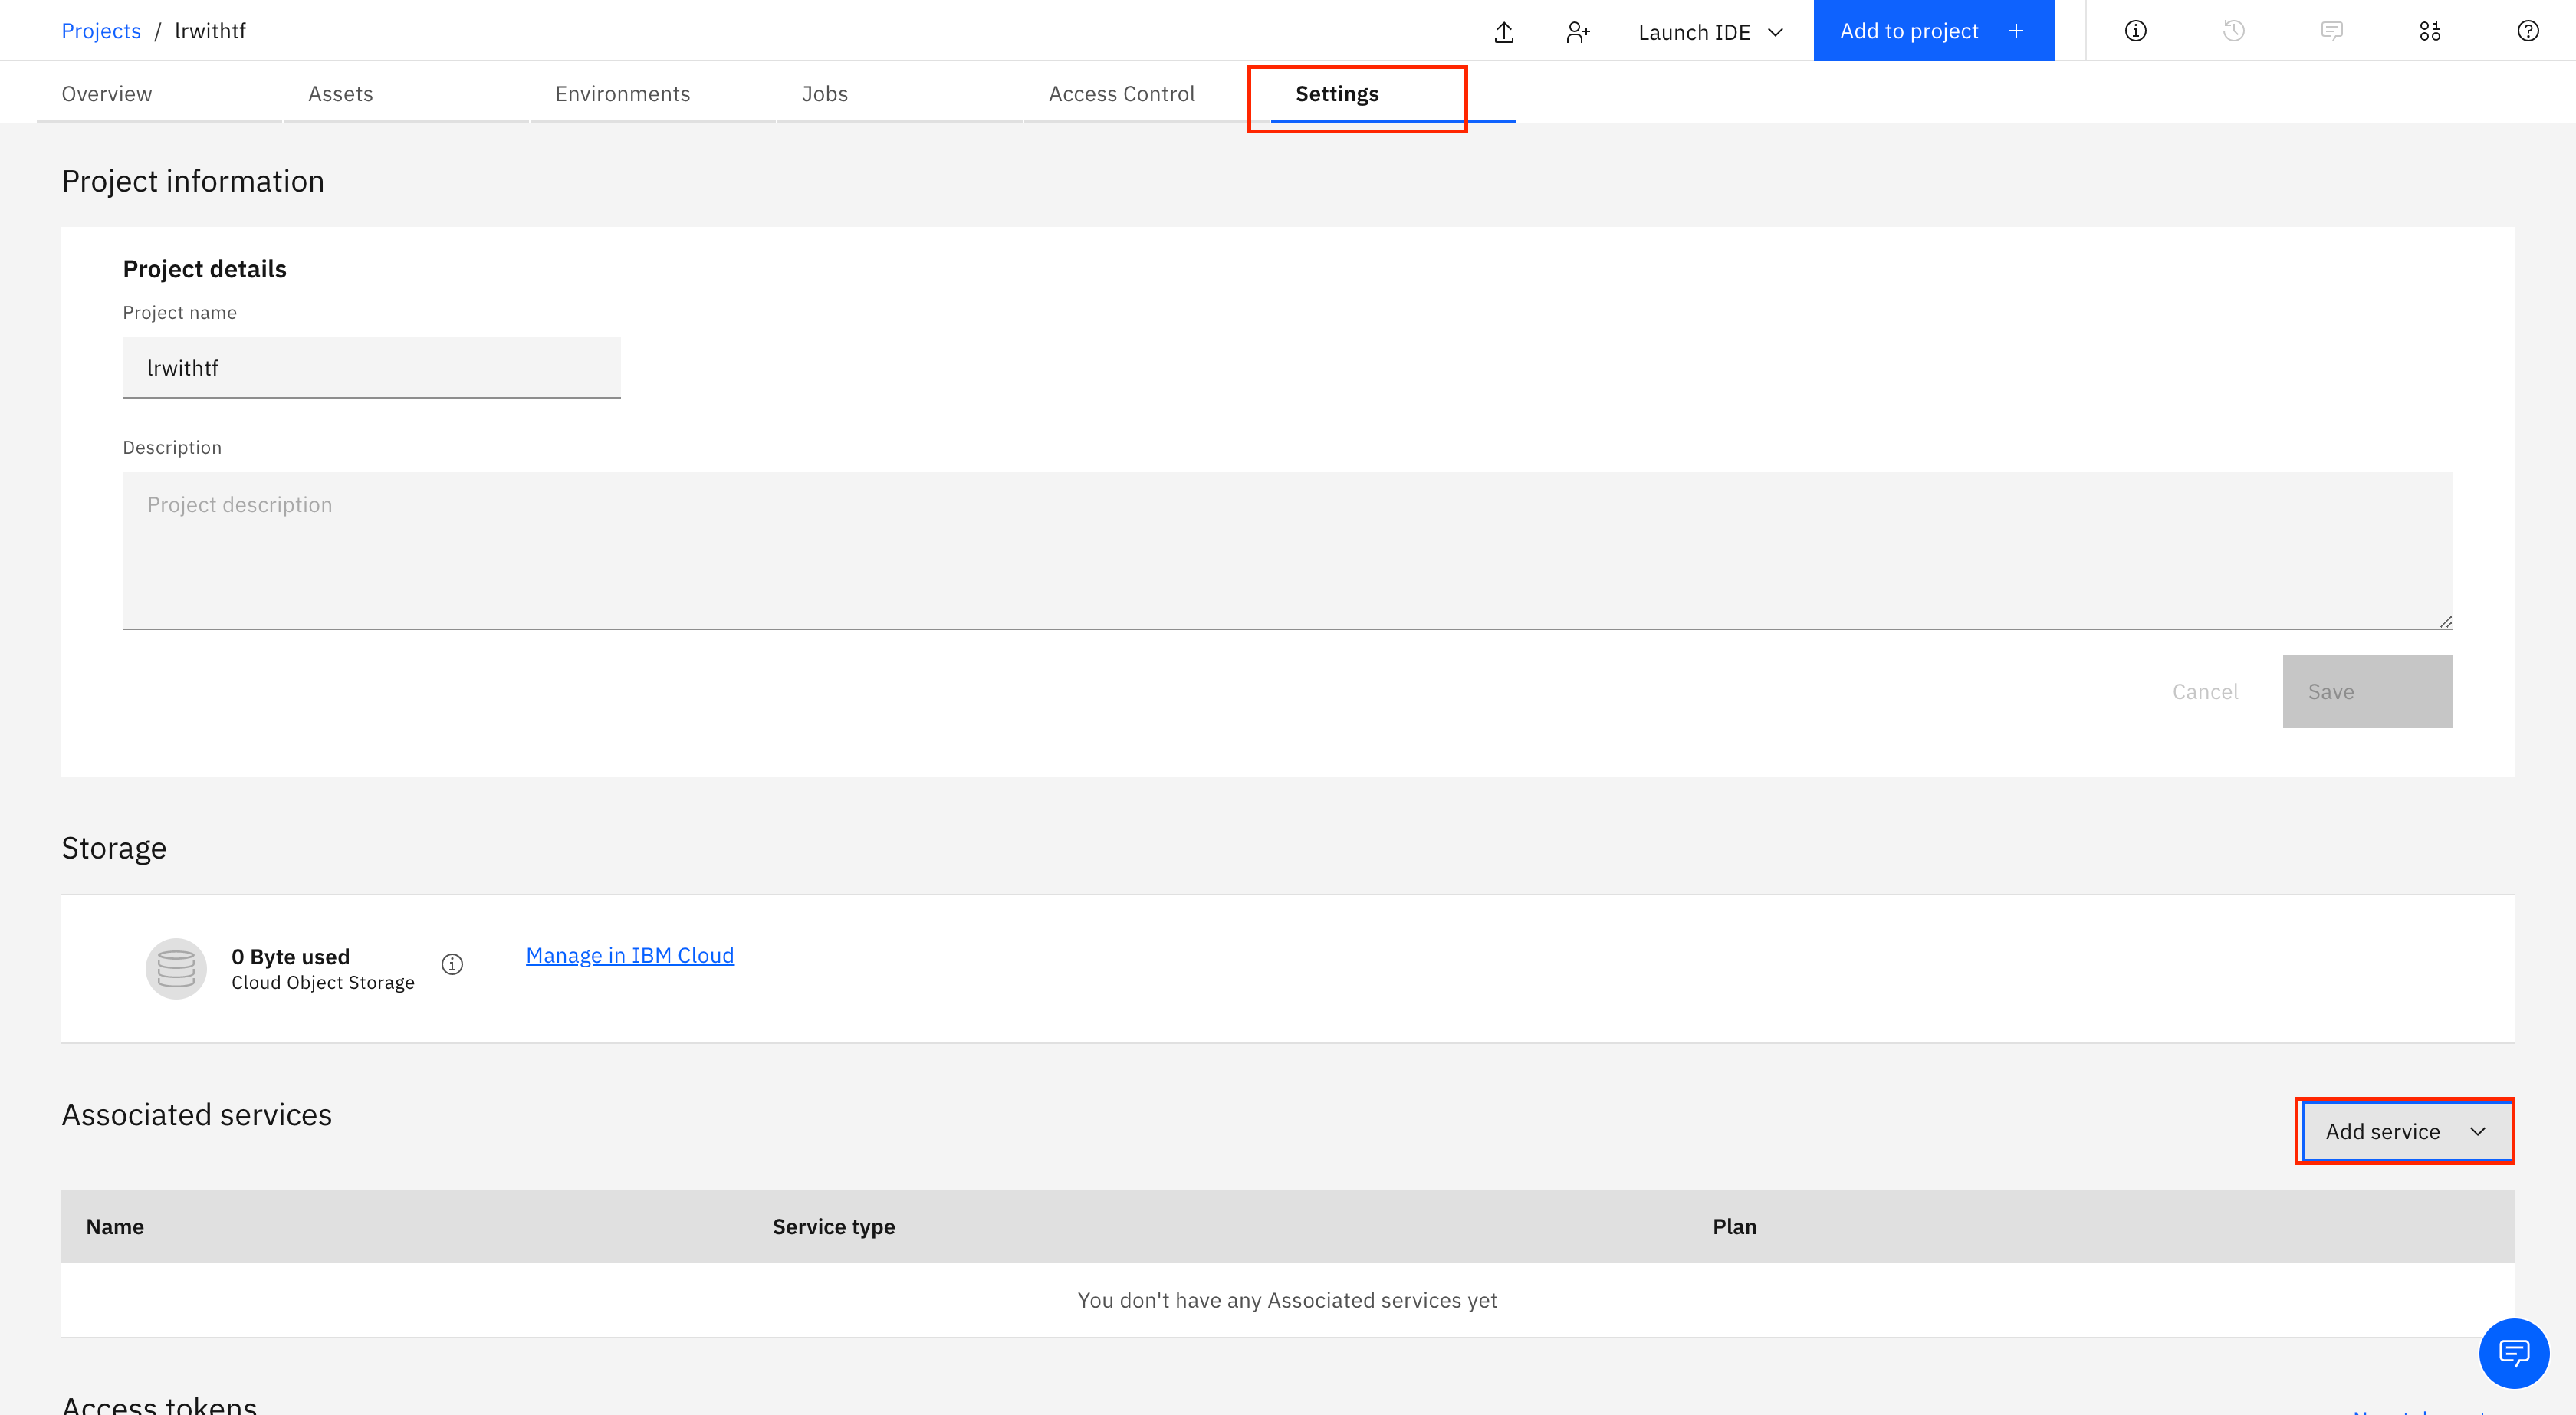 Projects / lrwithtf
Launch IDE
Add to project +
Overview
Assets
Environments
Jobs
Access Control
Settings
Project information
Project details
Project name
lrwithtf
Description
Project description
Cancel
Save
Storage
0 Byte used
Cloud Object Storage
Manage in IBM Cloud
Associated services
Add service
Name
Service type
Plan
You don't have any Associated services yet
Access tokens